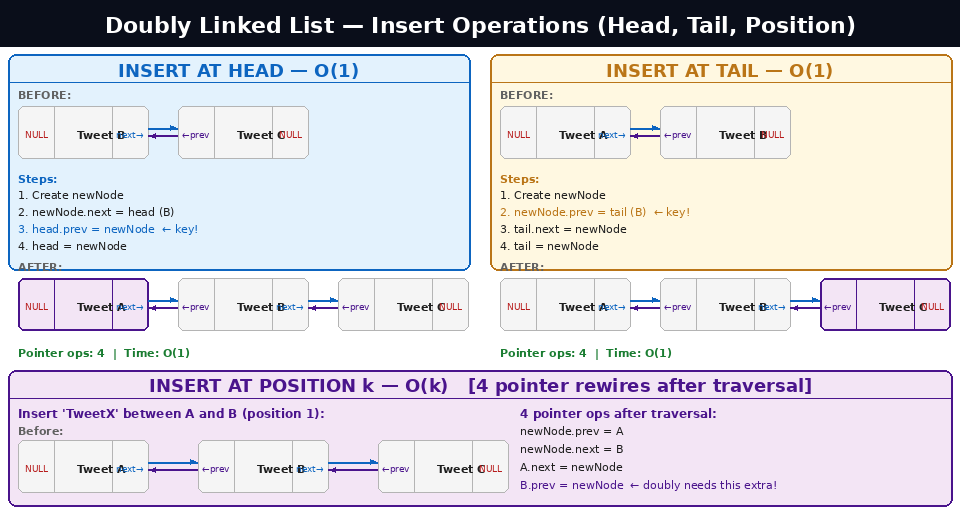 Doubly Linked List — Insert Operations (Head, Tail, Position)
INSERT AT HEAD — O(1)
BEFORE:
NULL Tweet B next→ ←prev Tweet C NULL
Steps:
1. Create newNode
2. newNode.next = head (B)
3. head.prev = newNode ← key!
4. head = newNode
AFTER:
NULL Tweet A next→ ←prev Tweet B next→ ←prev Tweet C NULL
Pointer ops: 4 | Time: O(1)
INSERT AT TAIL — O(1)
BEFORE:
NULL Tweet A next→ ←prev Tweet B NULL
Steps:
1. Create newNode
2. newNode.prev = tail (B) ← key!
3. tail.next = newNode
4. tail = newNode
AFTER:
NULL Tweet A next→ ←prev Tweet B next→ ←prev Tweet C NULL
Pointer ops: 4 | Time: O(1)
INSERT AT POSITION k — O(k) [4 pointer rewires after traversal]
Insert 'TweetX' between A and B (position 1):
Before:
NULL Tweet A next→ ←prev Tweet B next→ ←prev Tweet C NULL
4 pointer ops after traversal:
newNode.prev = A
newNode.next = B
A.next = newNode
B.prev = newNode ← doubly needs this extra!